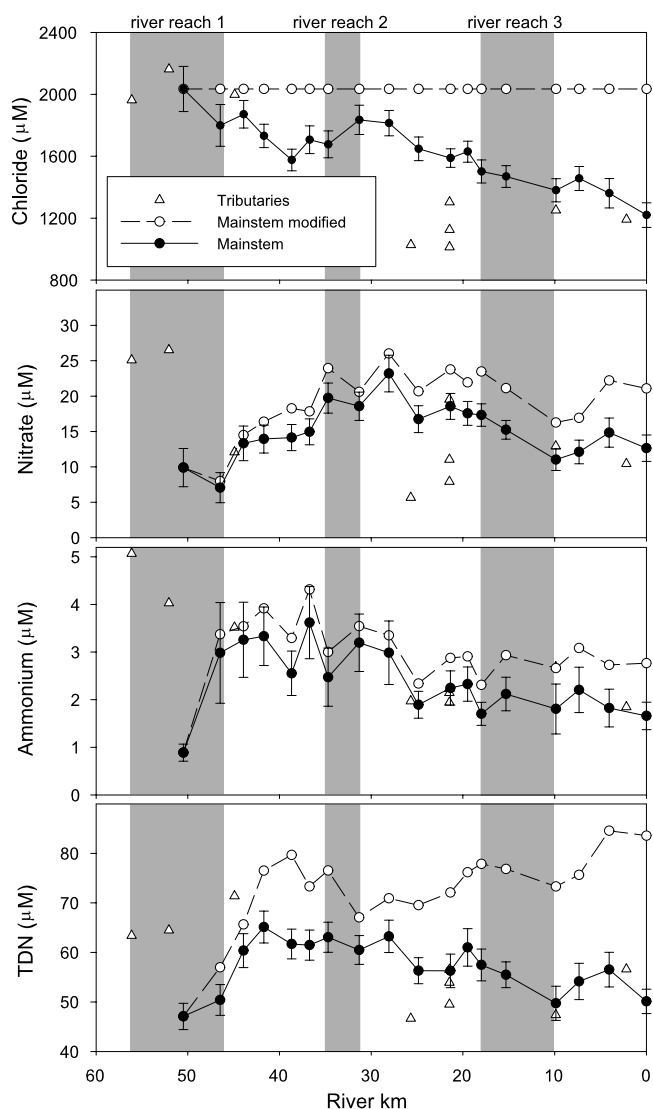 river reach 1 river reach 2 river reach 3
2400
2000
1600
1200
800
Chloride (μM)
Tributaries
Mainstem modified
Mainstem
35
30
25
20
15
10
5
0
Nitrate (μM)
5
4
3
2
1
0
Ammonium (μM)
80
70
60
50
40
TDN (μM)
60 50 40 30 20 10 0
River km